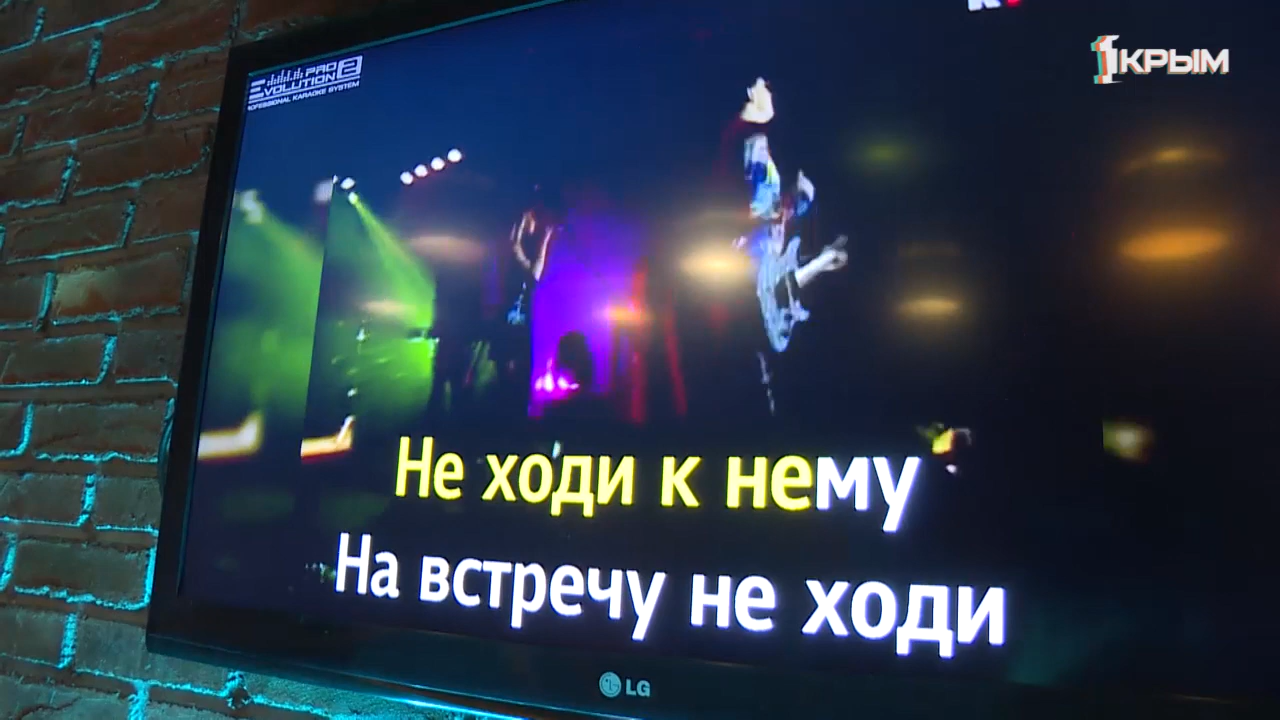 PRO 2
EVOLUTION
PROFESSIONAL KARAOKE SYSTEM
1КРЫМ
Не ходи к нему
На встречу не ходи
LG